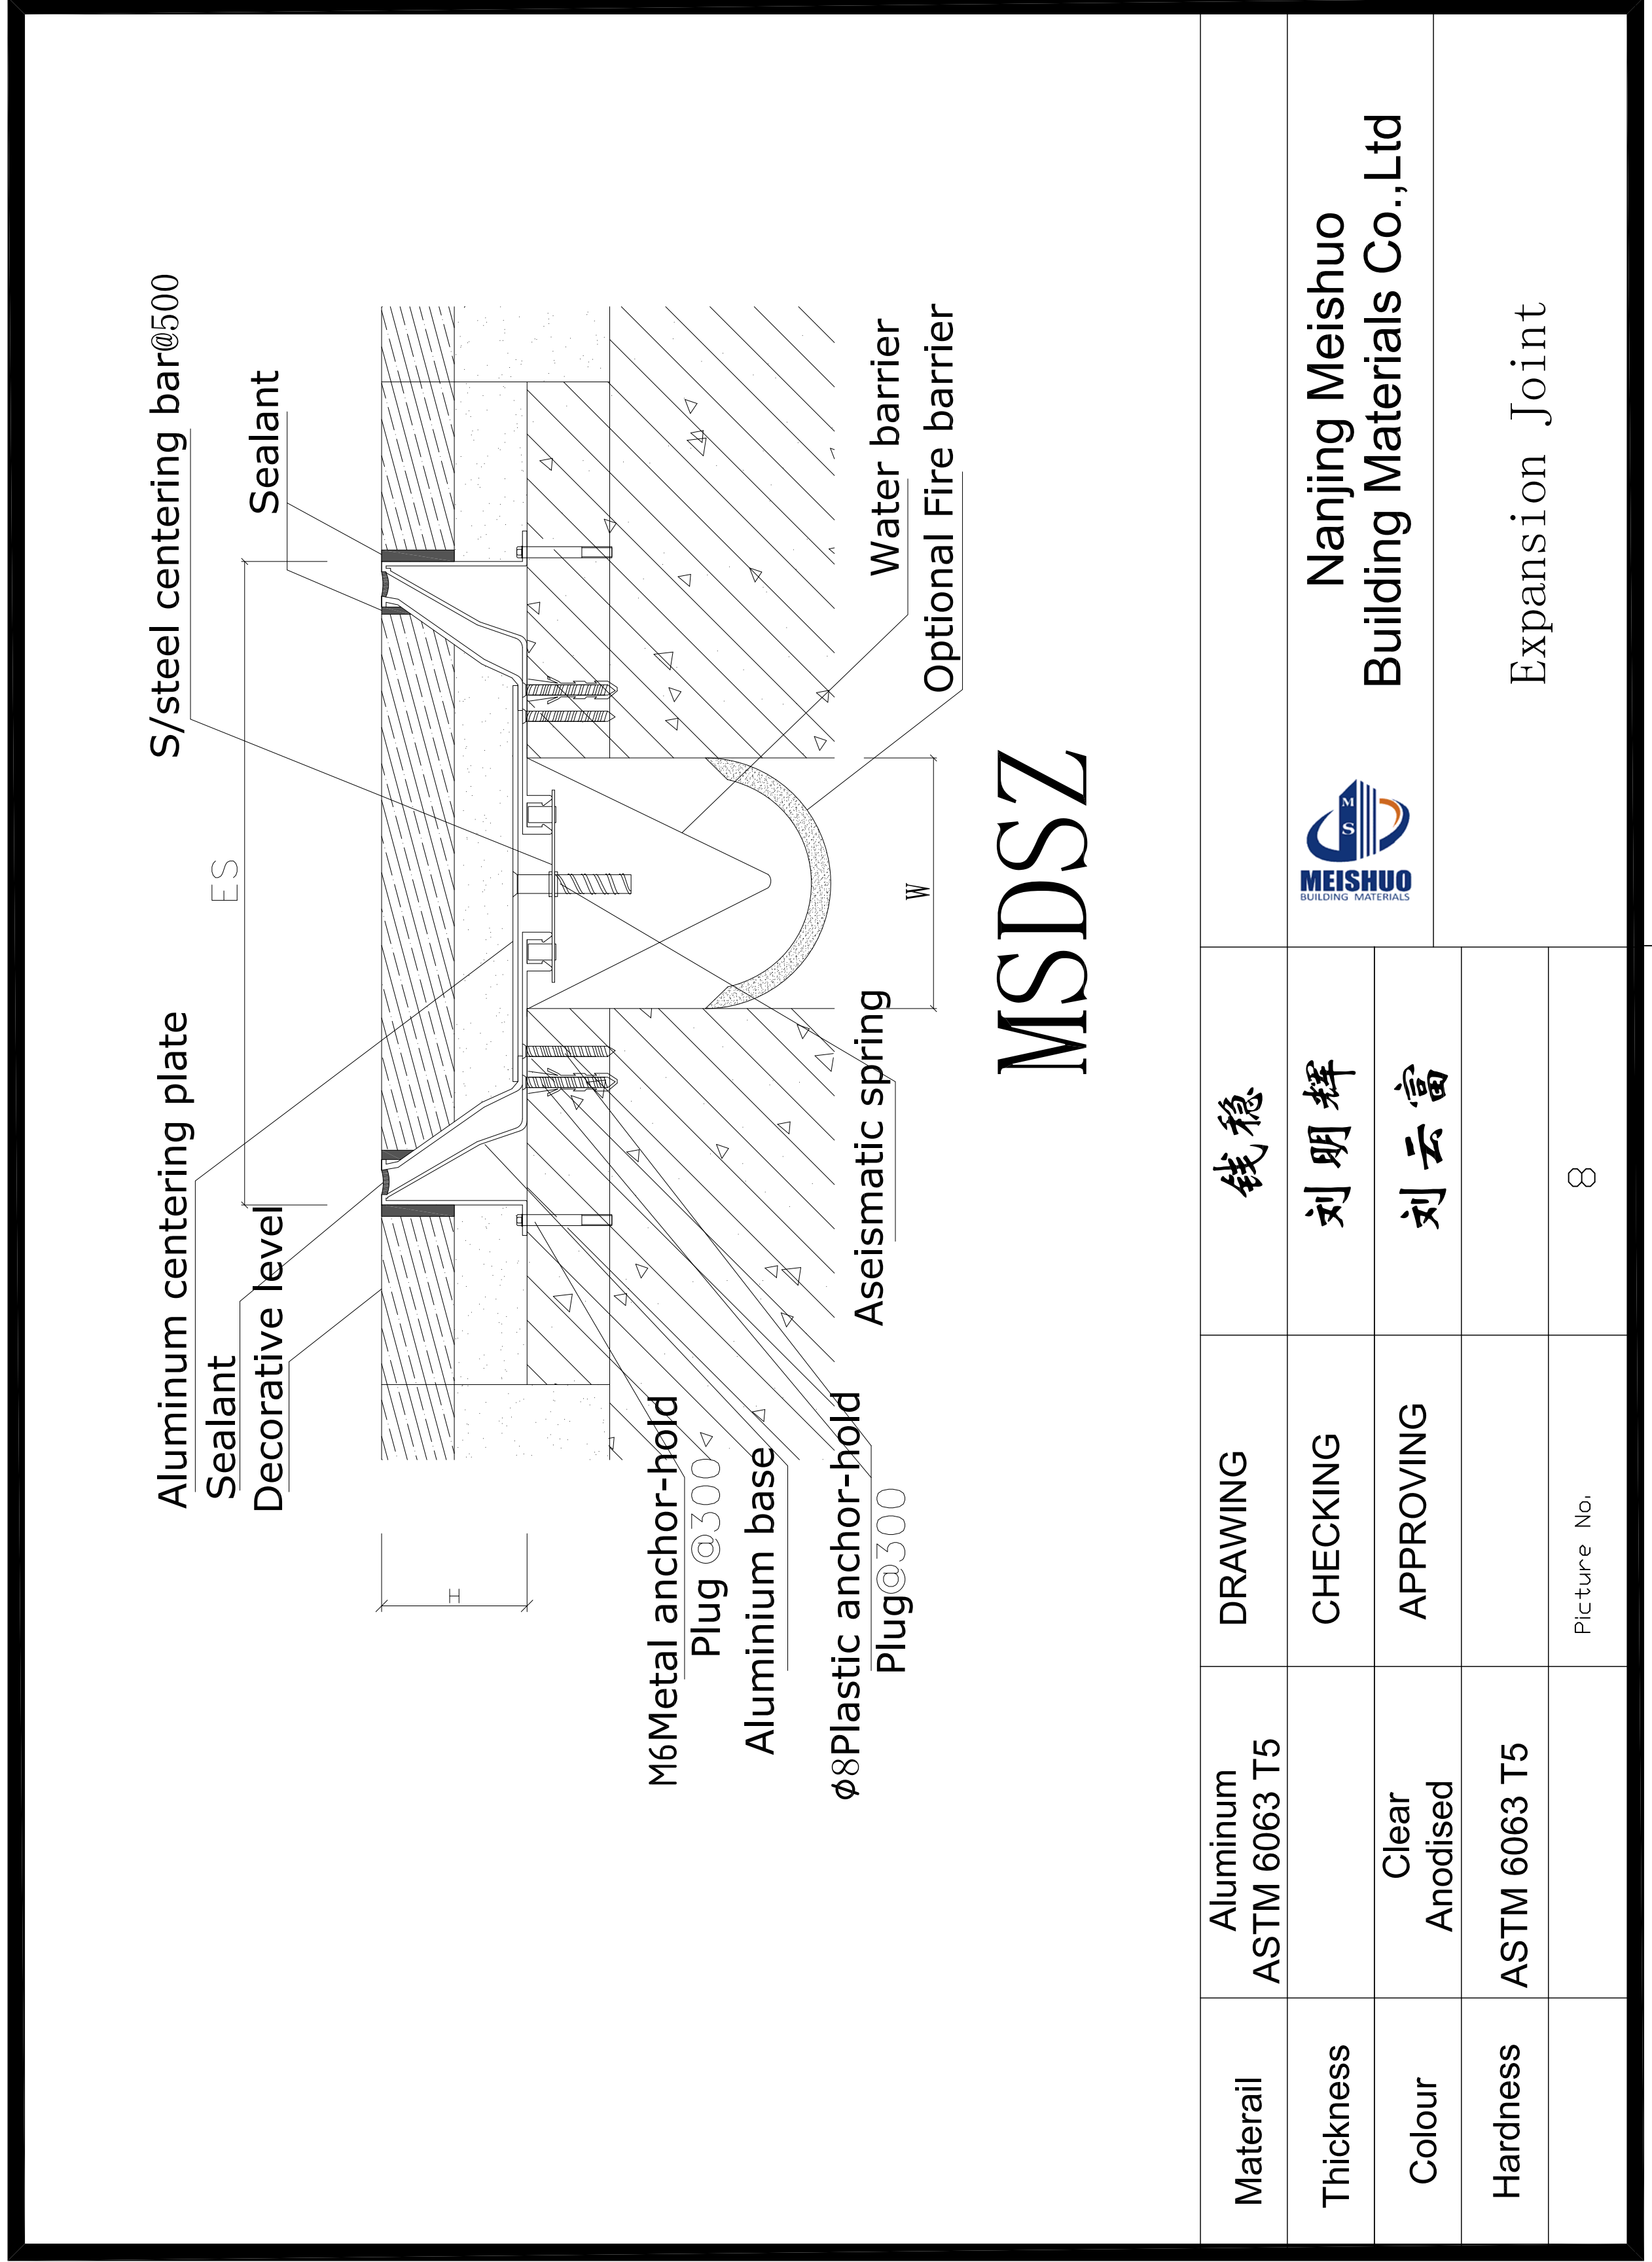 S/steel centering bar@500
Sealant
ES
Aluminum centering plate
Sealant
Decorative level
H
M6Metal anchor-hold
Plug @300
Aluminium base
ϕ8Plastic anchor-hold
Plug@300
Aseismatic spring
Water barrier
Optional Fire barrier
W
MSDSZ
Materail
Aluminum
ASTM 6063 T5
DRAWING
钱稳
Thickness
CHECKING
刘明辉
Colour
Clear
Anodised
APPROVING
刘云富
Hardness
ASTM 6063 T5
Picture No.
8
M
S
MEISHUO
BUILDING MATERIALS
Nanjing Meishuo
Building Materials Co.,Ltd
Expansion Joint